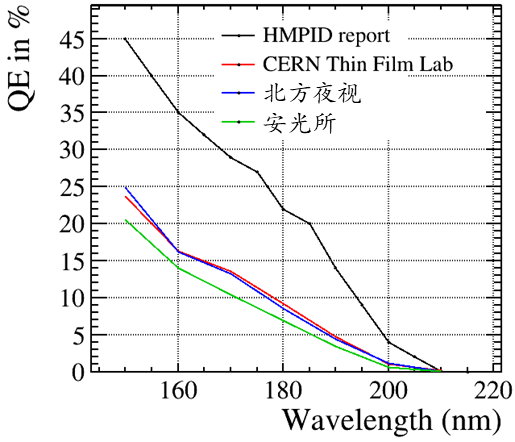 QE in %
45
40
35
30
25
20
15
10
5
0
HMPID report
CERN Thin Film Lab
北方夜视
安光所
160 180 200 220
Wavelength (nm)